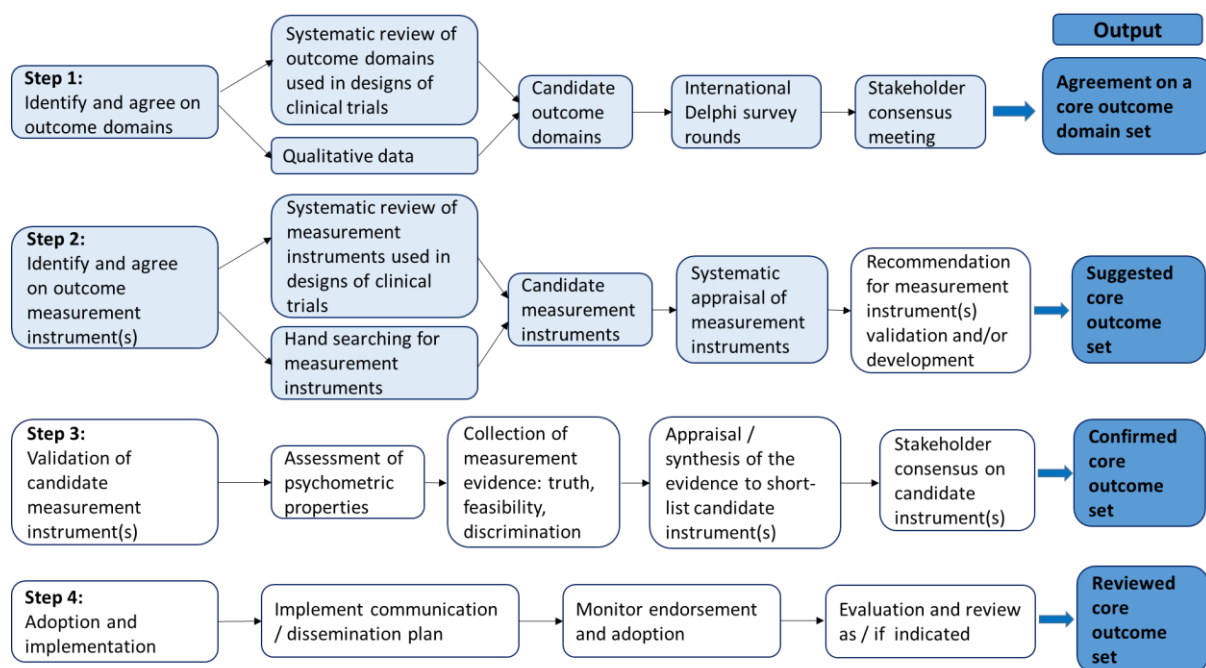 Output
Step 1:
Identify and agree on
outcome domains
Systematic review of
outcome domains
used in designs of
clinical trials
Qualitative data
Candidate
outcome
domains
International
Delphi survey
rounds
Stakeholder
consensus
meeting
Agreement on a
core outcome
domain set
Step 2:
Identify and agree
on outcome
measurement
instrument(s)
Systematic review of
measurement
instruments used in
designs of clinical
trials
Hand searching for
measurement
instruments
Candidate
measurement
instruments
Systematic
appraisal of
measurement
instruments
Recommendation
for measurement
instrument(s)
validation and/or
development
Suggested
core
outcome
set
Step 3:
Validation of
candidate
measurement
instrument(s)
Assessment of
psychometric
properties
Collection of
measurement
evidence: truth,
feasibility,
discrimination
Appraisal /
synthesis of the
evidence to short-
list candidate
instrument(s)
Stakeholder
consensus on
candidate
instrument(s)
Confirmed
core
outcome
set
Step 4:
Adoption and
implementation
Implement communication
/ dissemination plan
Monitor endorsement
and adoption
Evaluation and review
as / if indicated
Reviewed
core
outcome
set